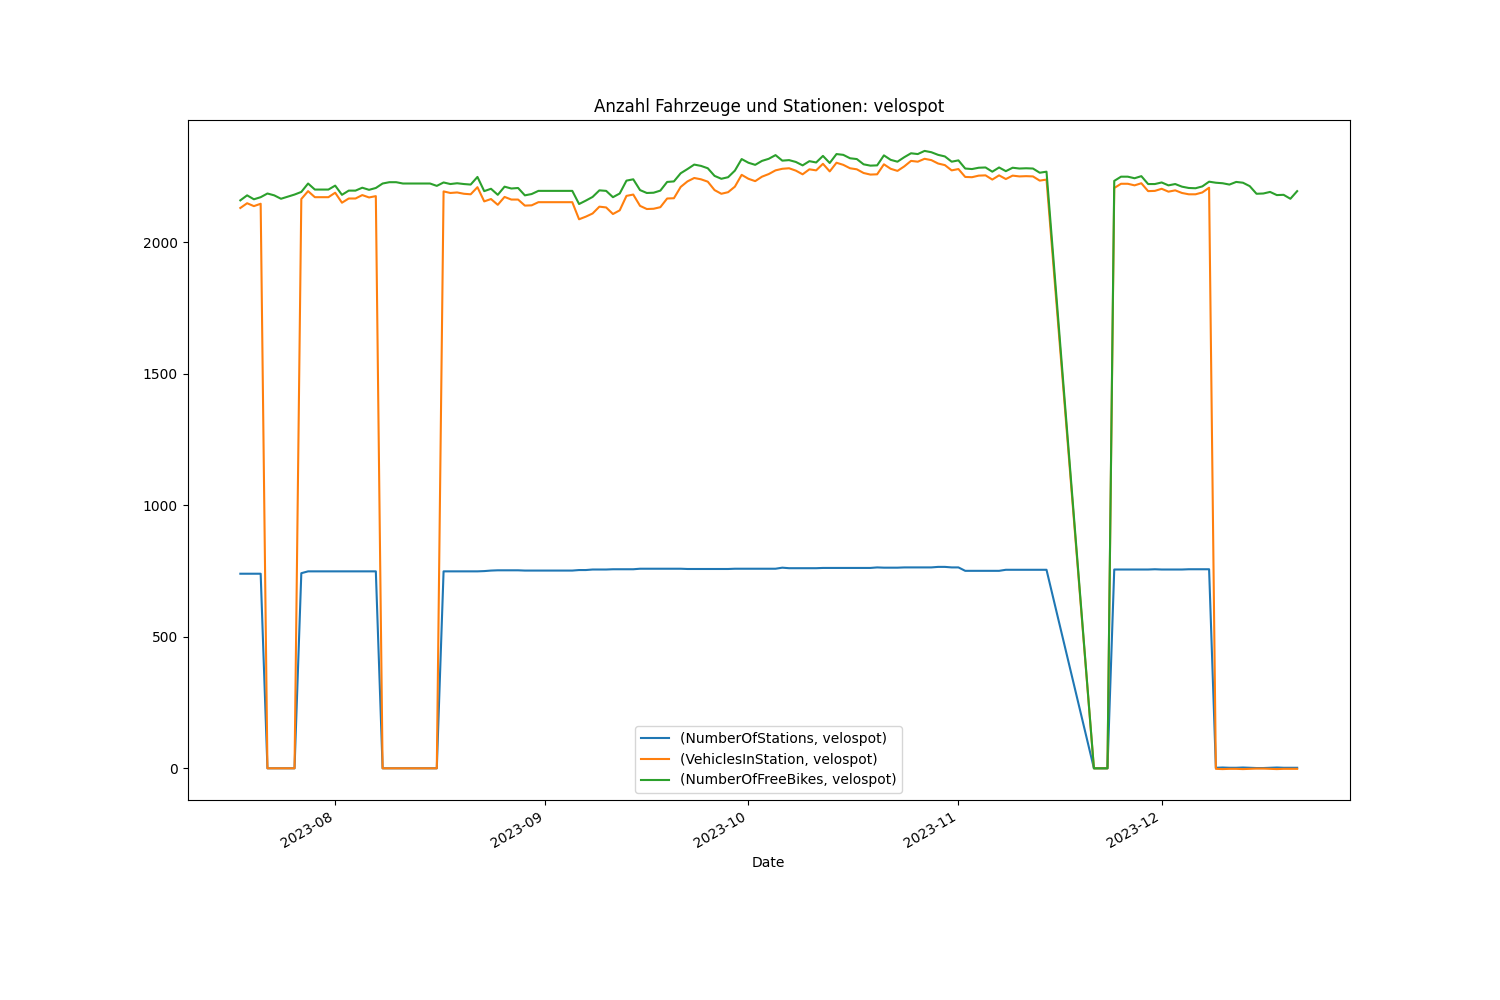 Anzahl Fahrzeuge und Stationen: velospot
2000
1500
1000
500
0
(NumberOfStations, velospot)
(VehiclesInStation, velospot)
(NumberOfFreeBikes, velospot)
2023-08
2023-09
2023-10
2023-11
2023-12
Date